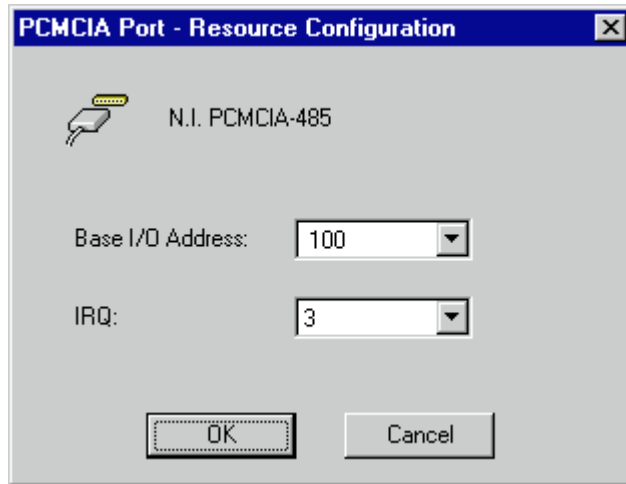 PCMCIA Port - Resource Configuration
N.I. PCMCIA-485
Base I/O Address: 100
IRQ: 3
OK Cancel